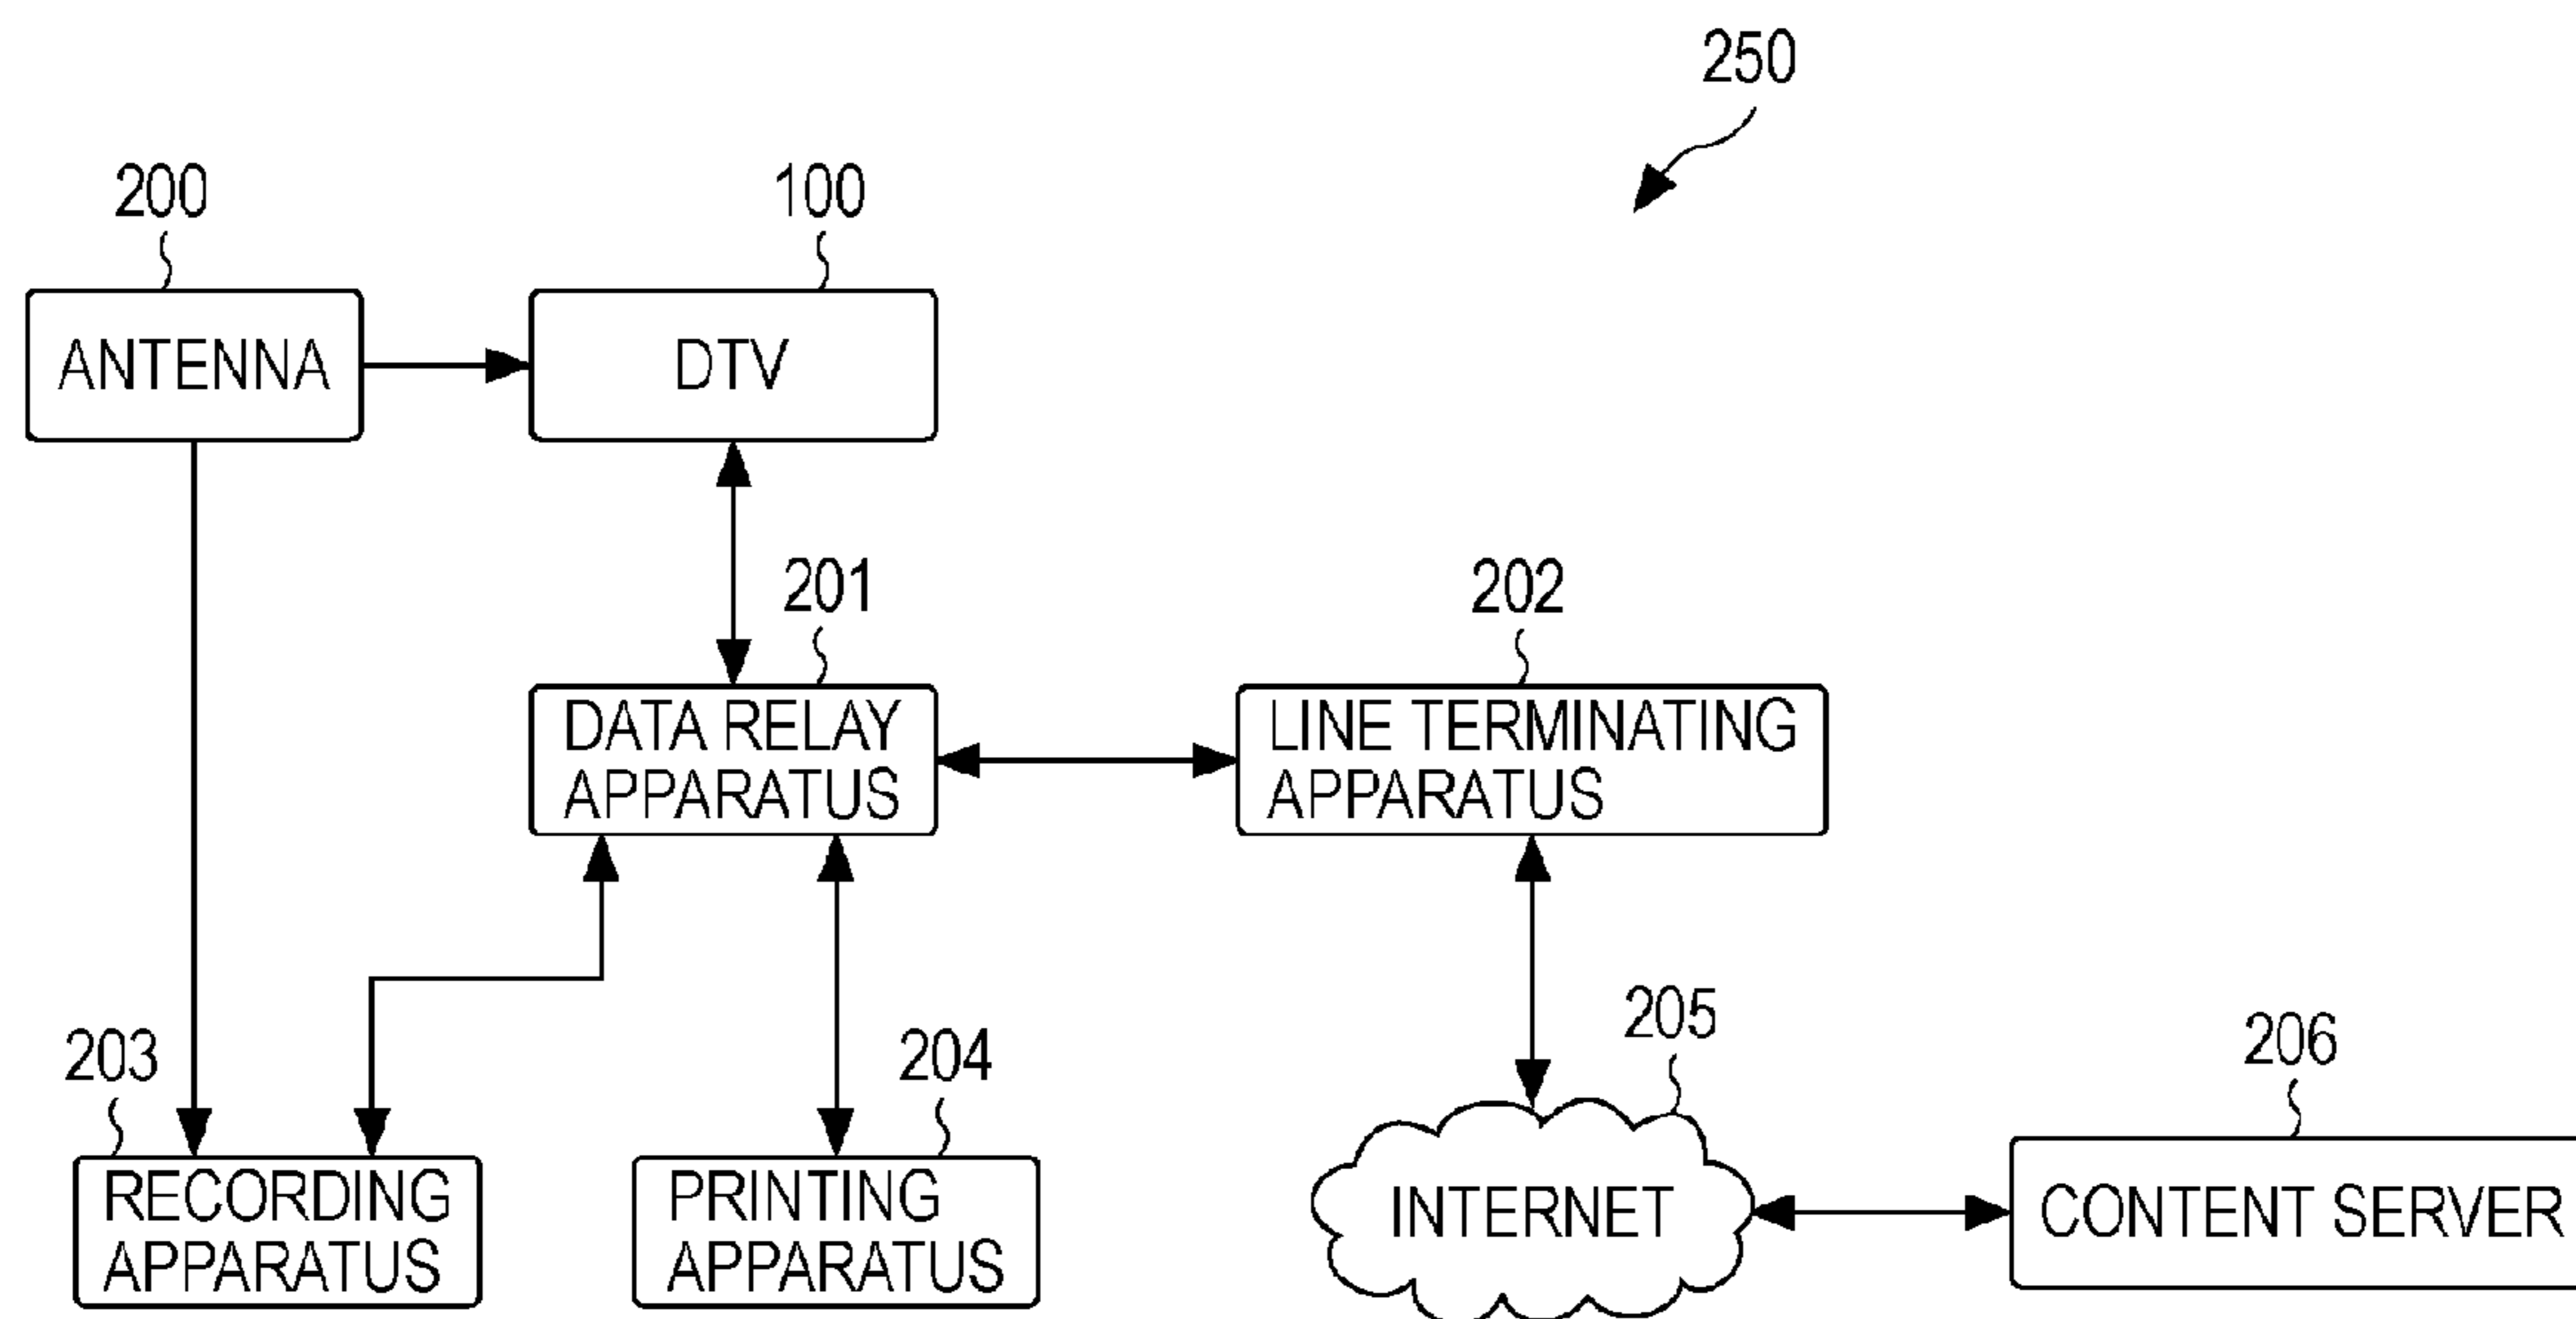 250
200
100
ANTENNA
DTV
201
202
DATA RELAY
APPARATUS
LINE TERMINATING
APPARATUS
203
204
205
206
RECORDING
APPARATUS
PRINTING
APPARATUS
INTERNET
CONTENT SERVER